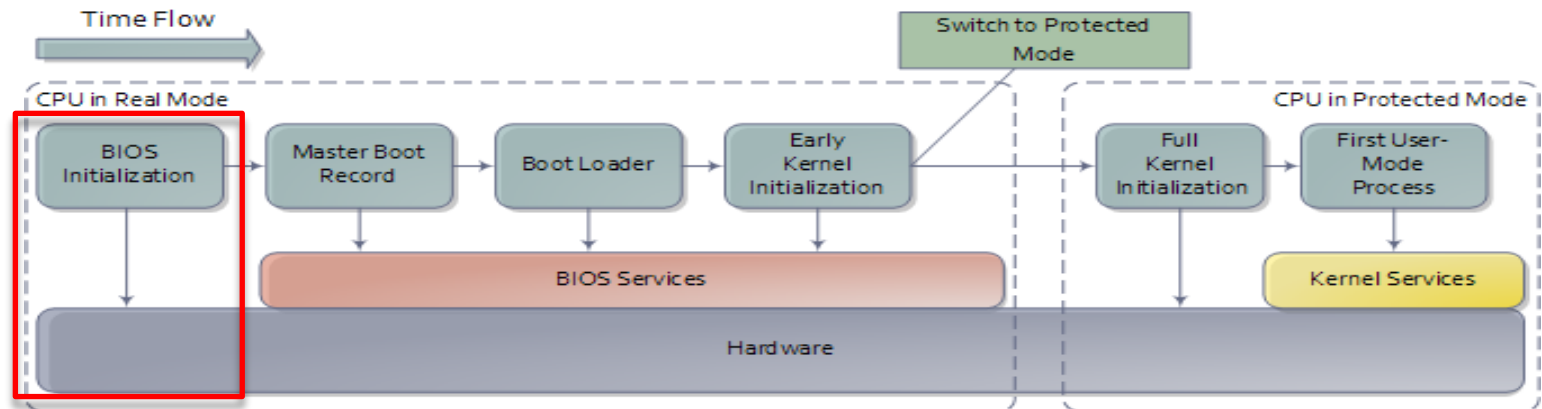 Time Flow
Switch to Protected
Mode
CPU in Real Mode
CPU in Protected Mode
BIOS
Initialization
Master Boot
Record
Boot Loader
Early
Kernel
Initialization
Full
Kernel
Initialization
First User-
Mode
Process
BIOS Services
Kernel Services
Hardware